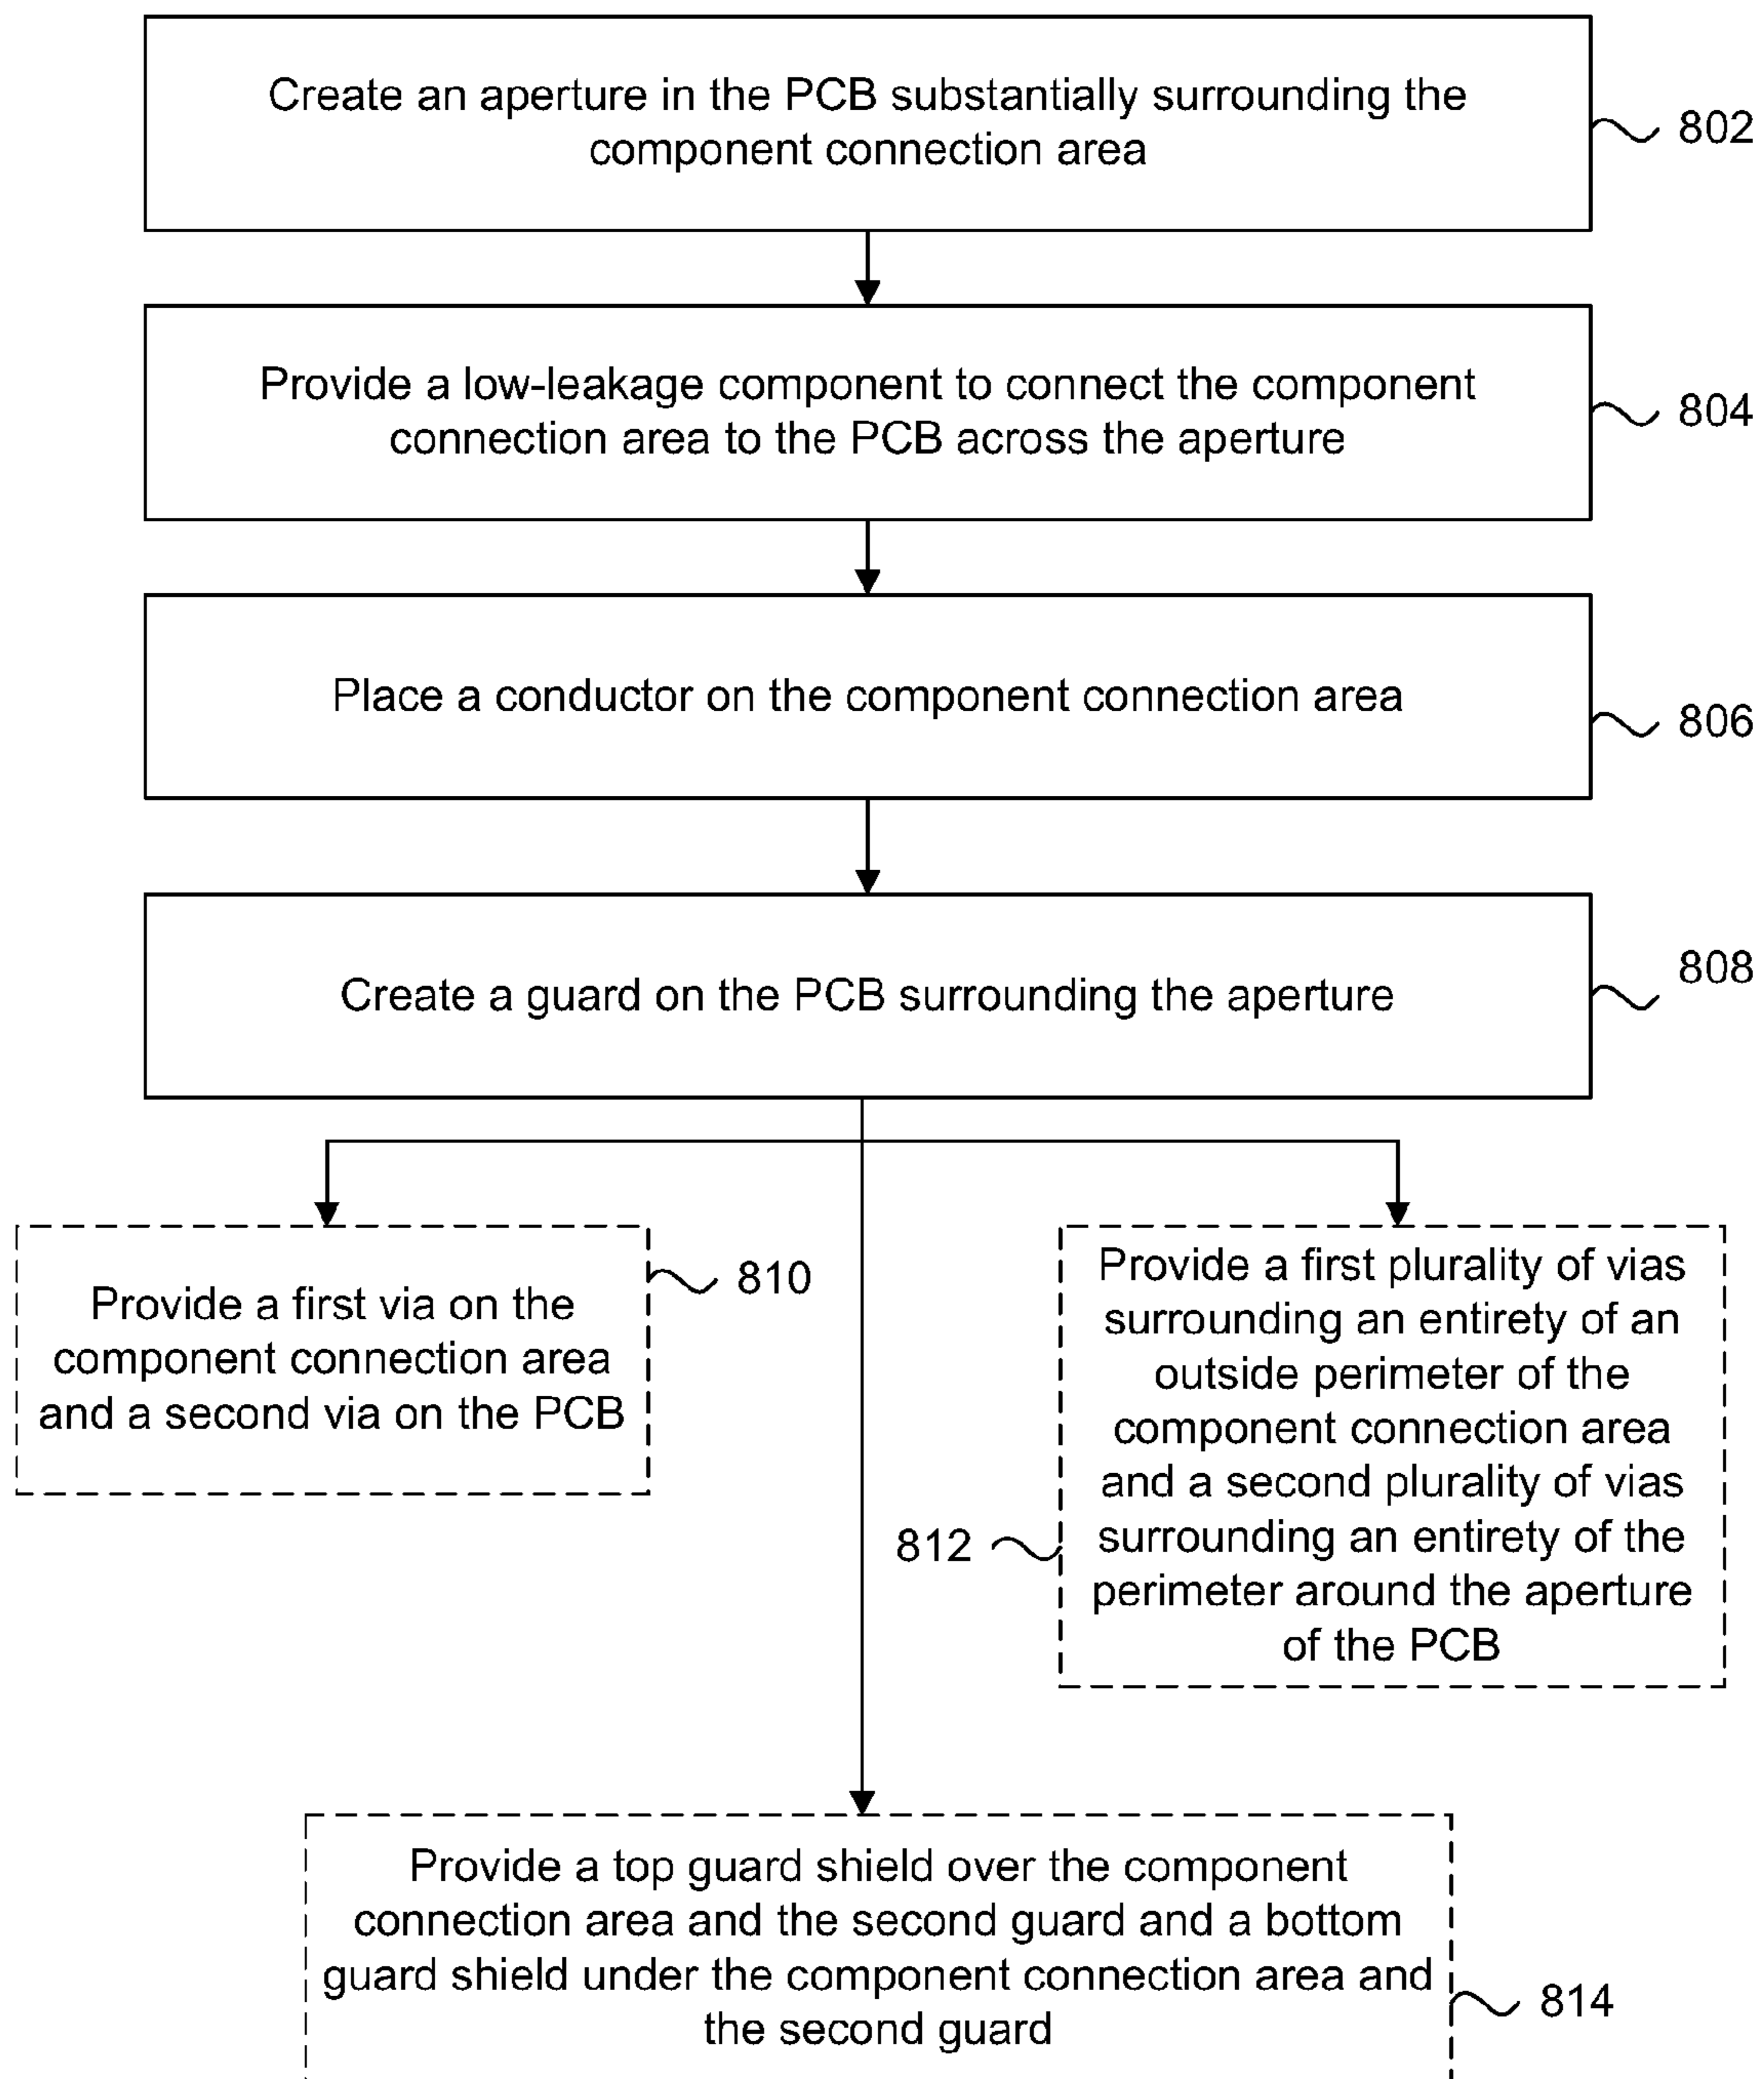 Create an aperture in the PCB substantially surrounding the
component connection area
802
Provide a low-leakage component to connect the component
connection area to the PCB across the aperture
804
Place a conductor on the component connection area
806
Create a guard on the PCB surrounding the aperture
808
Provide a first via on the
component connection area
and a second via on the PCB
810
Provide a first plurality of vias
surrounding an entirety of an
outside perimeter of the
component connection area
and a second plurality of vias
surrounding an entirety of the
perimeter around the aperture
of the PCB
812
Provide a top guard shield over the component
connection area and the second guard and a bottom
guard shield under the component connection area and
the second guard
814